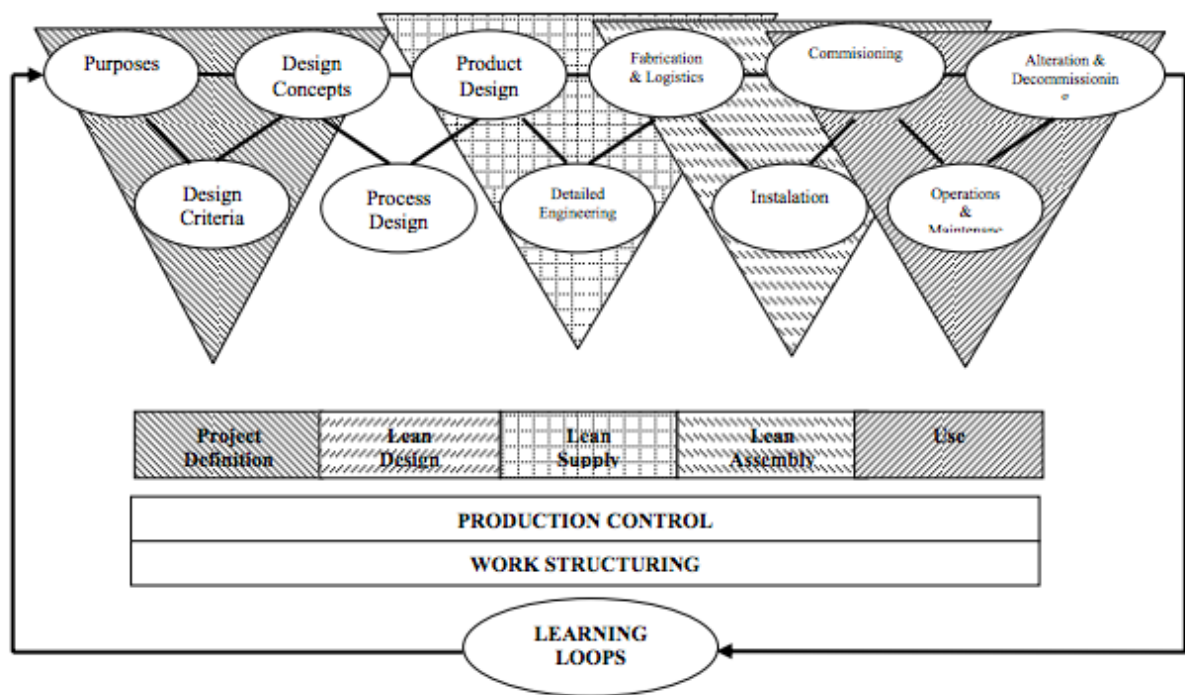 Purposes
Design
Concepts
Product
Design
Fabrication
& Logistics
Commisioning
Alteration &
Decommissionin
Design
Criteria
Process
Design
Detailed
Engineering
Instalation
Operations
&
Maintenanc
Project
Definition
Lean
Design
Lean
Supply
Lean
Assembly
Use
PRODUCTION CONTROL
WORK STRUCTURING
LEARNING
LOOPS